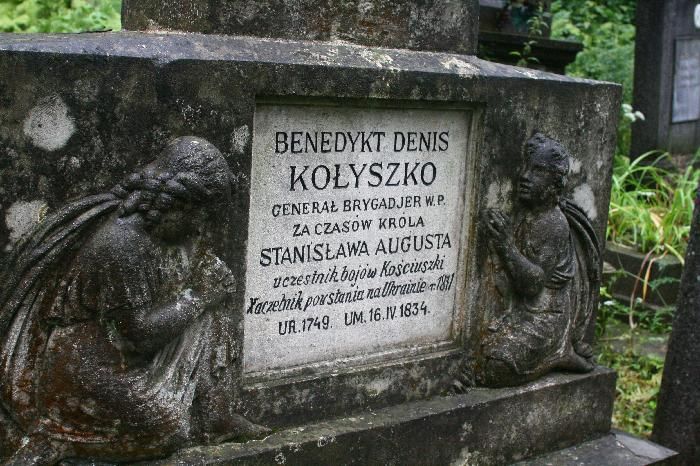 BENEDYKT DENIS
KOŁYSZKO
GENERAŁ BRYGADJER W.P.
ZA CZASÓW KRÓLA
STANISŁAWA AUGUSTA
uczestnik bojów Kościuszki
Naczelnik powstania na Ukrainie r. 1831
UR. 1749. UM. 16. IV. 1834.